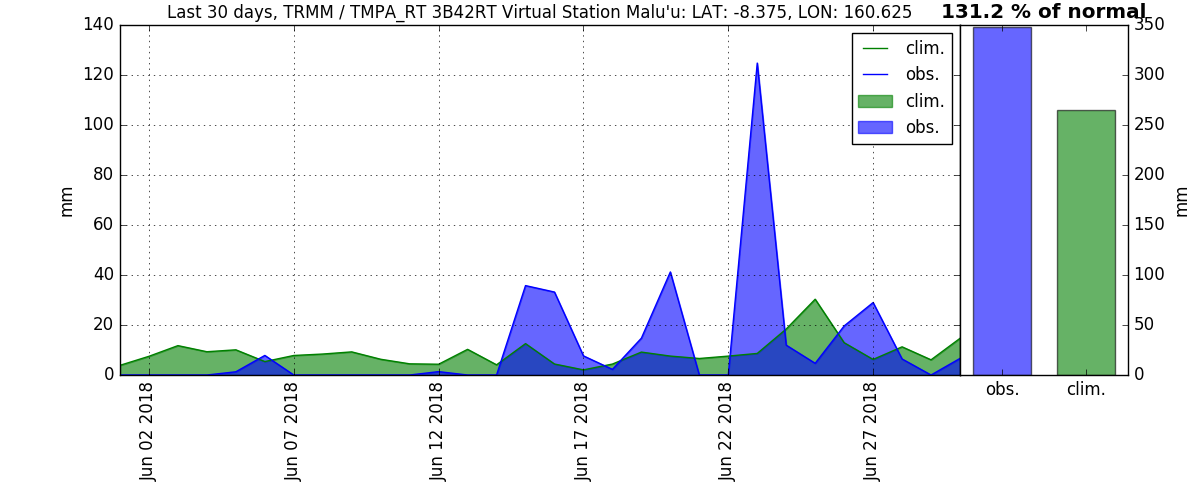 Last 30 days, TRMM / TMPA_RT 3B42RT Virtual Station Malu'u: LAT: -8.375, LON: 160.625
131.2 % of normal
140
120
100
80
60
40
20
0
mm
clim.
obs.
clim.
obs.
350
300
250
200
150
100
50
0
mm
Jun 02 2018
Jun 07 2018
Jun 12 2018
Jun 17 2018
Jun 22 2018
Jun 27 2018
obs.
clim.